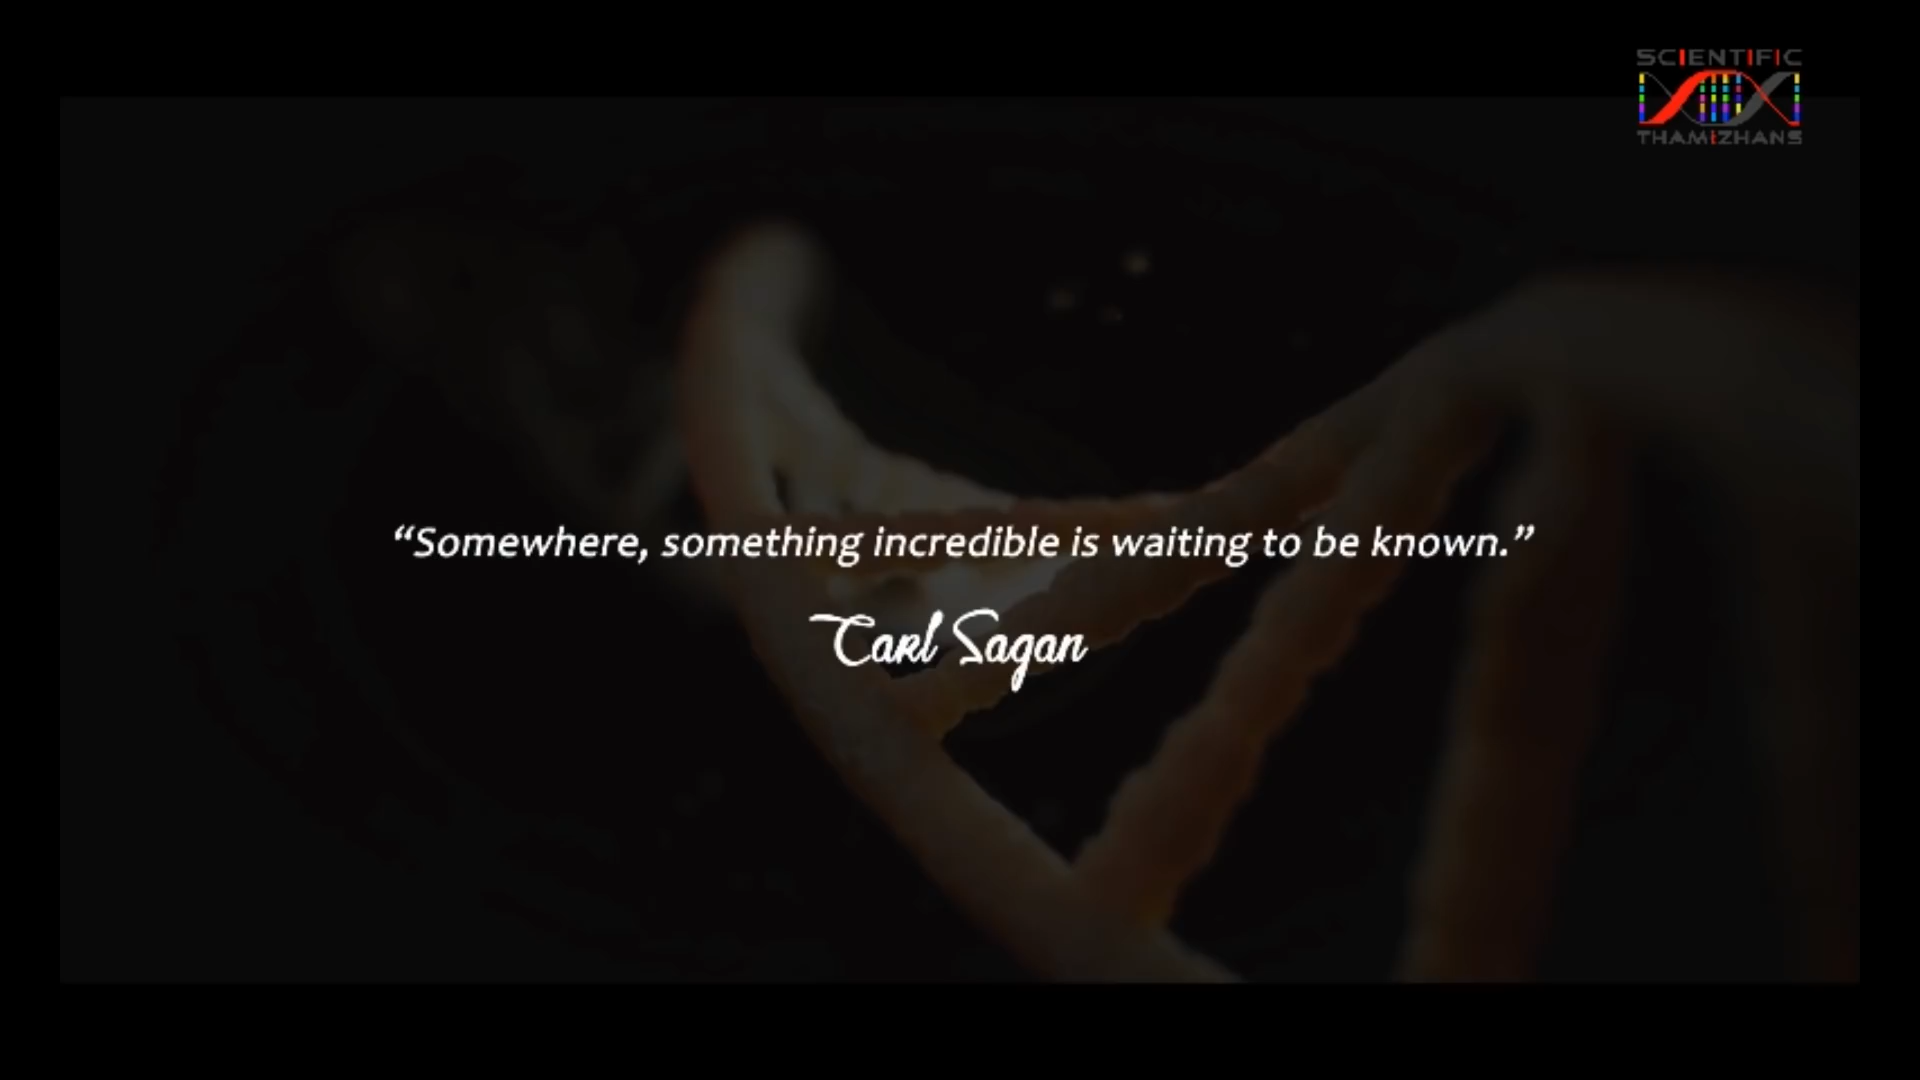 SCIENTIFIC
THAMIZHANS
“Somewhere, something incredible is waiting to be known.”
Carl Sagan